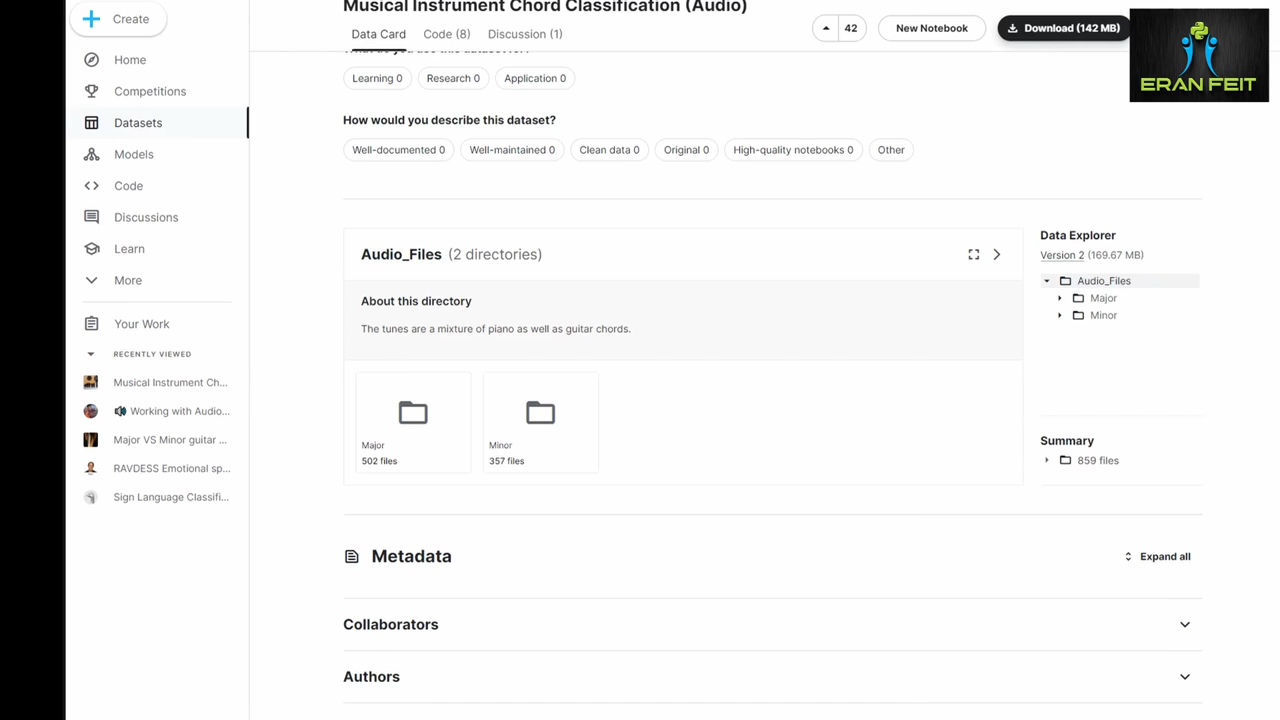 Create
Home
Competitions
Datasets
Models
Code
Discussions
Learn
More
Your Work
RECENTLY VIEWED
Musical Instrument Ch...
Working with Audio...
Major VS Minor guitar ...
RAVDESS Emotional sp...
Sign Language Classifi...
Musical Instrument Chord Classification (Audio)
Data Card Code (8) Discussion (1)
42
New Notebook
Download (142 MB)
ERAN FEIT
Learning 0 Research 0 Application 0
How would you describe this dataset?
Well-documented 0 Well-maintained 0 Clean data 0 Original 0 High-quality notebooks 0 Other
Audio_Files (2 directories)
About this directory
The tunes are a mixture of piano as well as guitar chords.
Major
502 files
Minor
357 files
Data Explorer
Version 2 (169.67 MB)
Audio_Files
Major
Minor
Summary
859 files
Metadata
Expand all
Collaborators
Authors